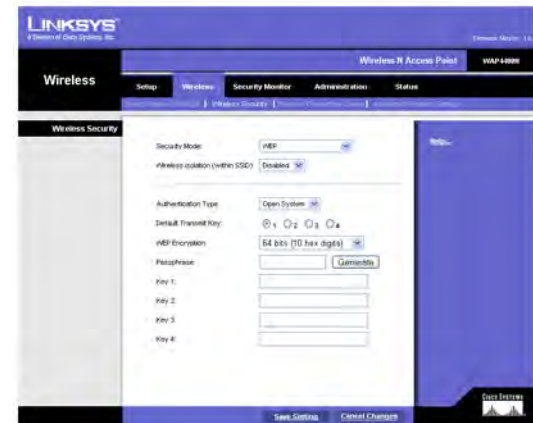 LINKSYS
A Division of Cisco Systems, Inc.
Wireless-N Access Point
WAP4400N
Wireless
Setup
Wireless
Security Monitor
Administration
Status
Wireless Security
Wireless Security
Security Mode:
WEP
Wireless Isolation (within SSID):
Disabled
Help...
Authentication Type:
Open System
Default Transmit Key:
1 2 3 4
WEP Encryption:
64 bits (10 hex digits)
Passphrase:
Generate
Key 1:
Key 2:
Key 3:
Key 4:
Save Setting
Cancel Changes
Cisco Systems